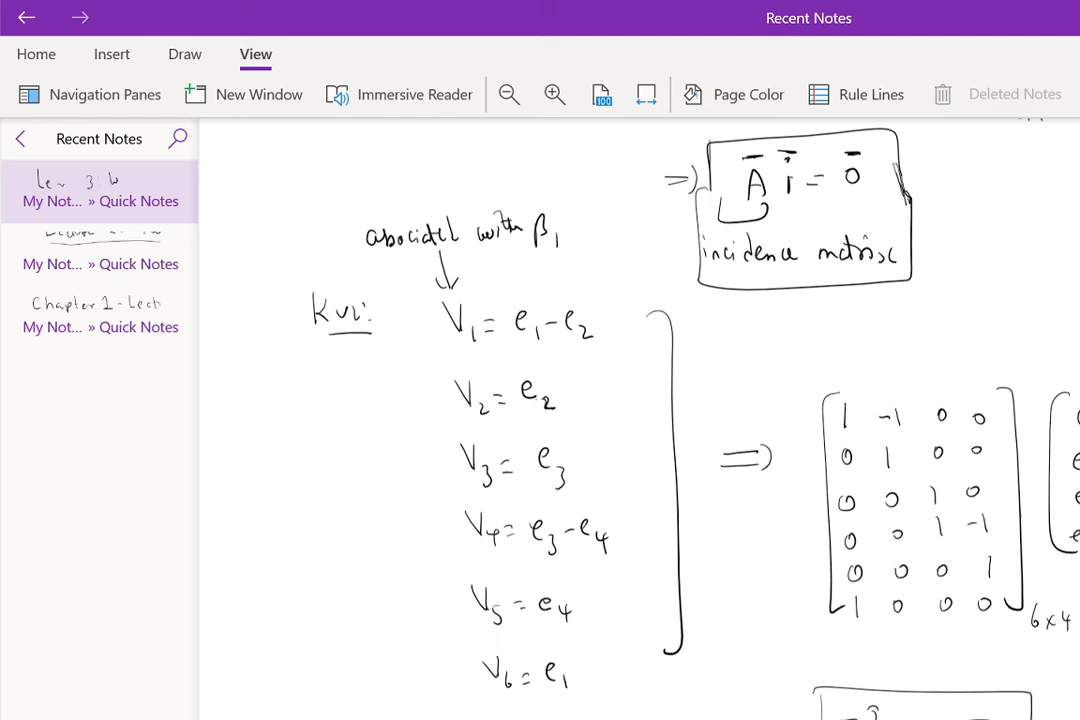 Recent Notes
Home Insert Draw View
Navigation Panes New Window Immersive Reader 100 Page Color Rule Lines Deleted Notes
Recent Notes
My Not... » Quick Notes
My Not... » Quick Notes
Chapter 1 - Lect
My Not... » Quick Notes
=> A̅ i̅ = 0̅
incidence matrix
abociatel with β₁
KVL:
V₁ = e₁ - e₂
V₂ = e₂
V₃ = e₃
V₄ = e₃ - e₄
V₅ = e₄
V₆ = e₁
=>
1 -1 0 0
0 1 0 0
0 0 1 0
0 0 1 -1
0 0 0 1
1 0 0 0
6x4